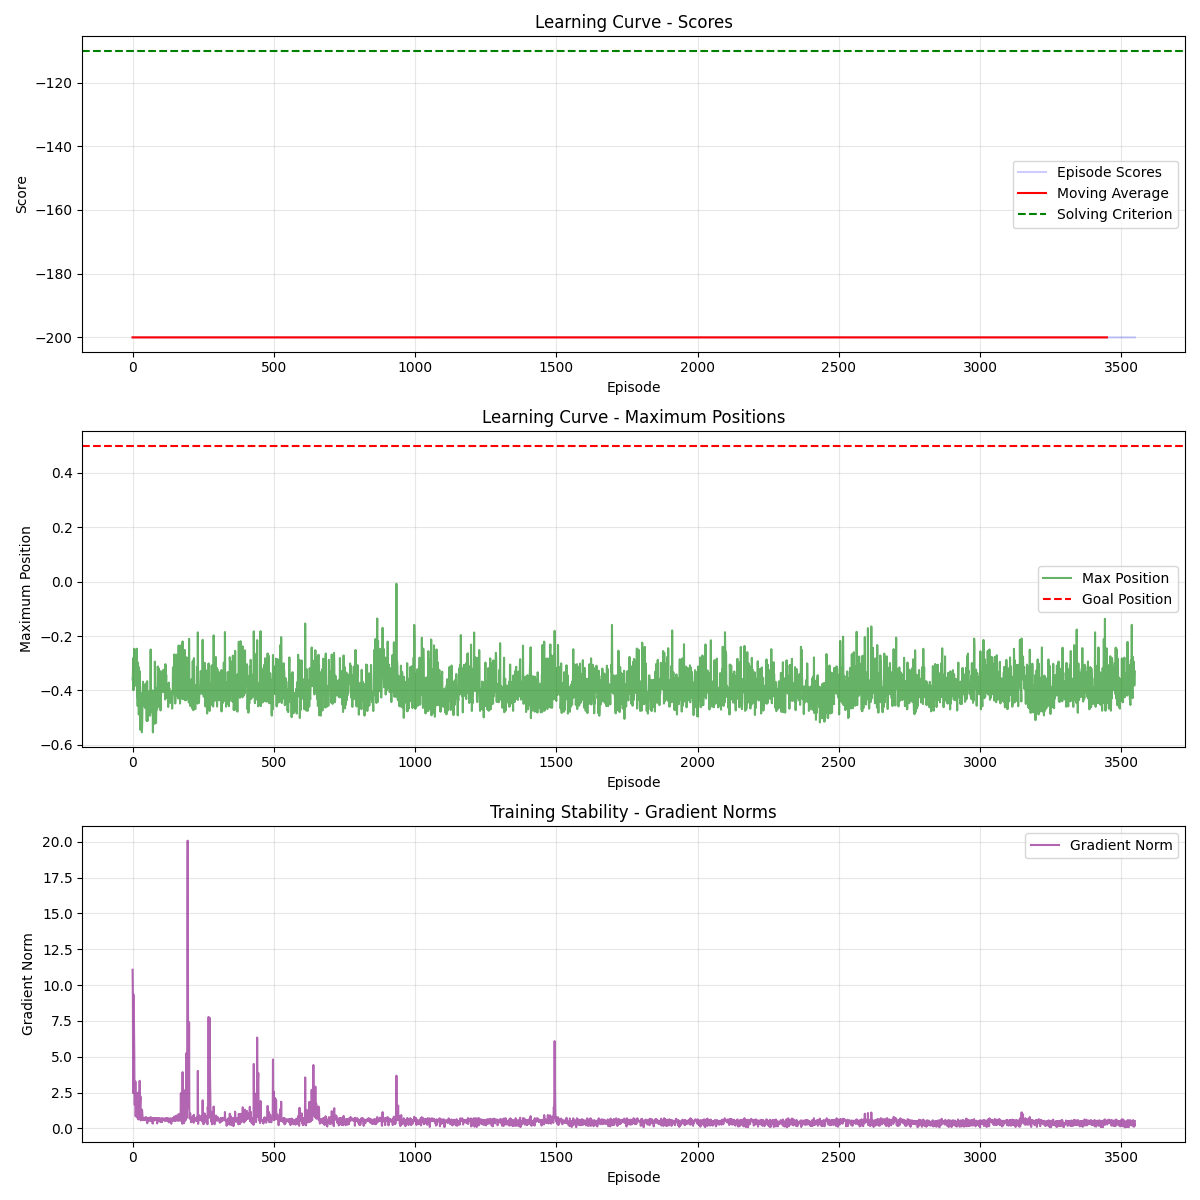 Learning Curve - Scores
Score
−120
−140
−160
−180
−200
Episode Scores
Moving Average
Solving Criterion
0 500 1000 1500 2000 2500 3000 3500
Episode
Learning Curve - Maximum Positions
Maximum Position
0.4
0.2
0.0
−0.2
−0.4
−0.6
Max Position
Goal Position
0 500 1000 1500 2000 2500 3000 3500
Episode
Training Stability - Gradient Norms
Gradient Norm
20.0
17.5
15.0
12.5
10.0
7.5
5.0
2.5
0.0
Gradient Norm
0 500 1000 1500 2000 2500 3000 3500
Episode